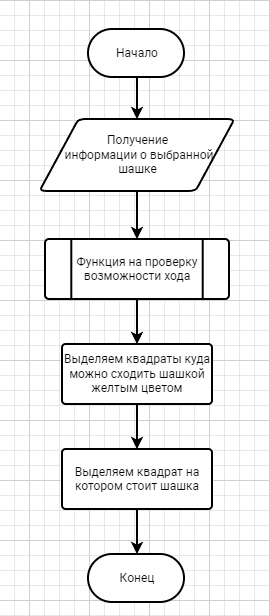 Начало
Получение
информации о выбранной
шашке
Функция на проверку
возможности хода
Выделяем квадраты куда
можно сходить шашкой
желтым цветом
Выделяем квадрат на
котором стоит шашка
Конец